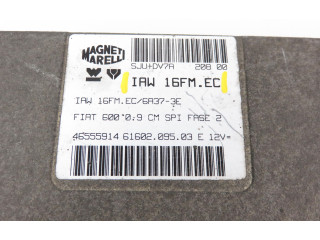 MAGNETI
MARELLI
SJU+DV7A 208 00
IAW 16FM.EC
IAW 16FM.EC/6A37-3E
FIAT 600*0.9 CM SPI FASE 2
46555914 61602.095.03 E 12V=